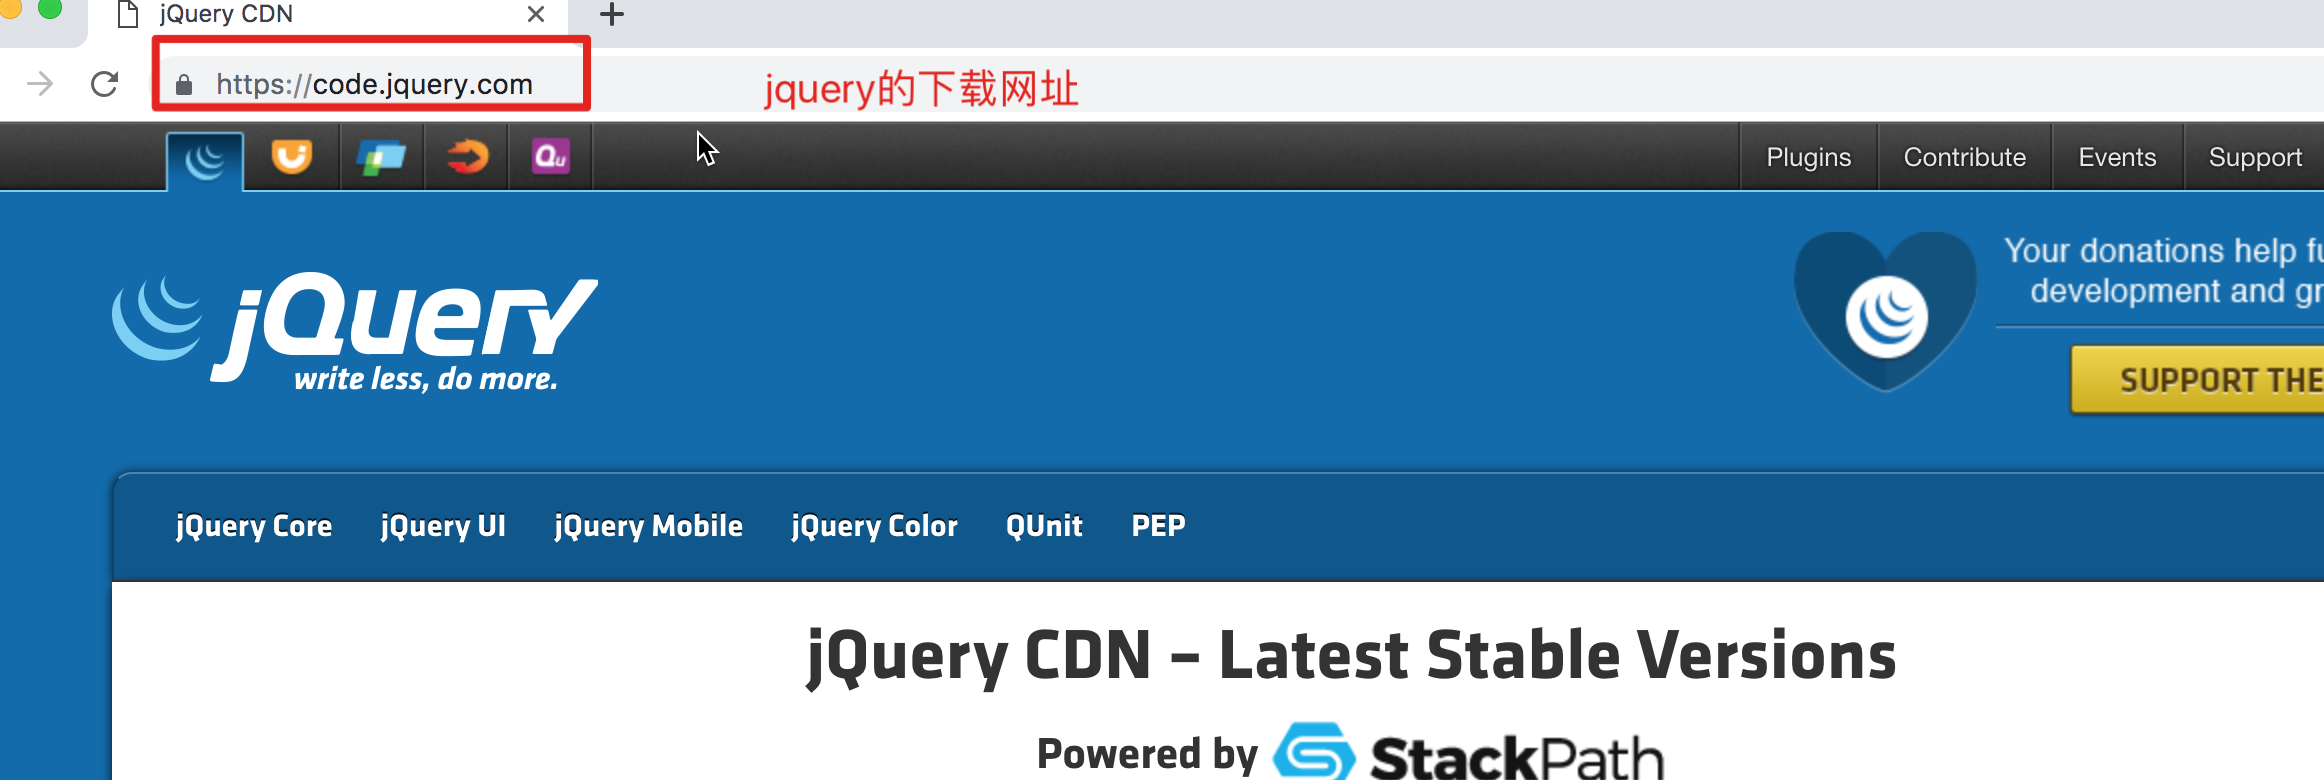 jQuery CDN
https://code.jquery.com
jquery的下载网址
Qu
Plugins
Contribute
Events
Support
jQuery
write less, do more.
Your donations help
development and
SUPPORT THE
jQuery Core
jQuery UI
jQuery Mobile
jQuery Color
QUnit
PEP
jQuery CDN – Latest Stable Versions
Powered by StackPath